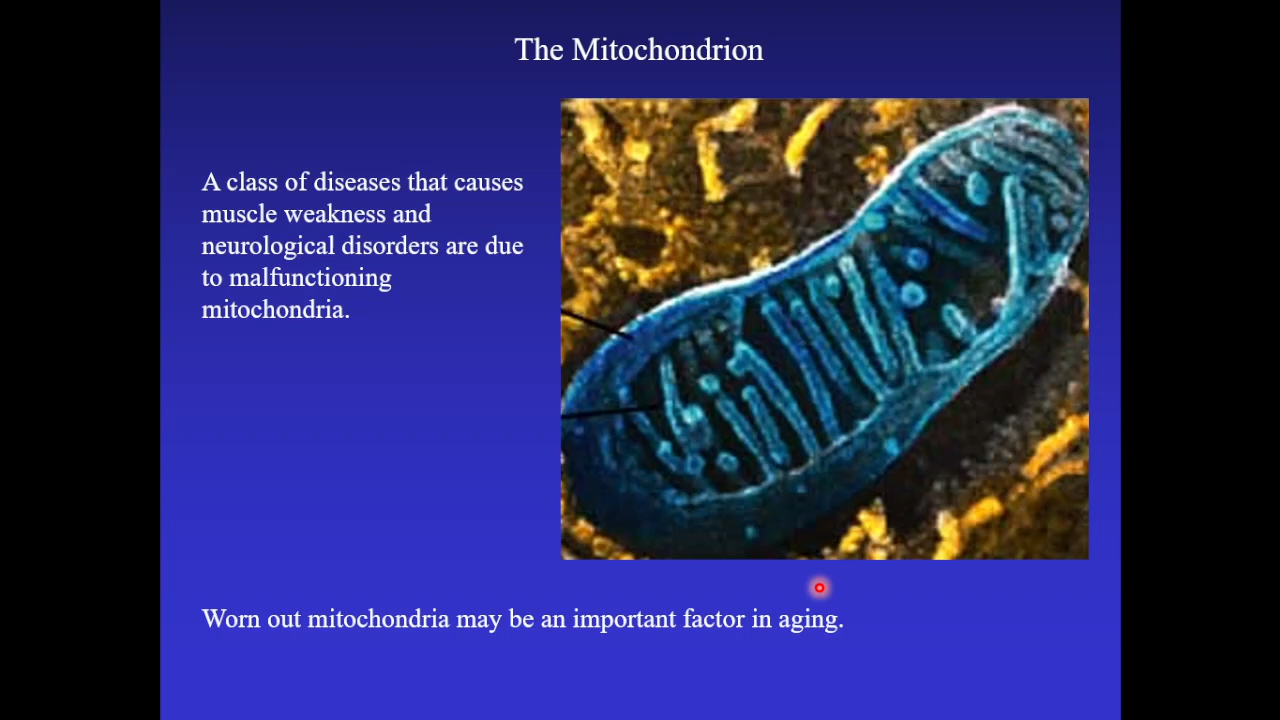 The Mitochondrion
A class of diseases that causes
muscle weakness and
neurological disorders are due
to malfunctioning
mitochondria.
Worn out mitochondria may be an important factor in aging.